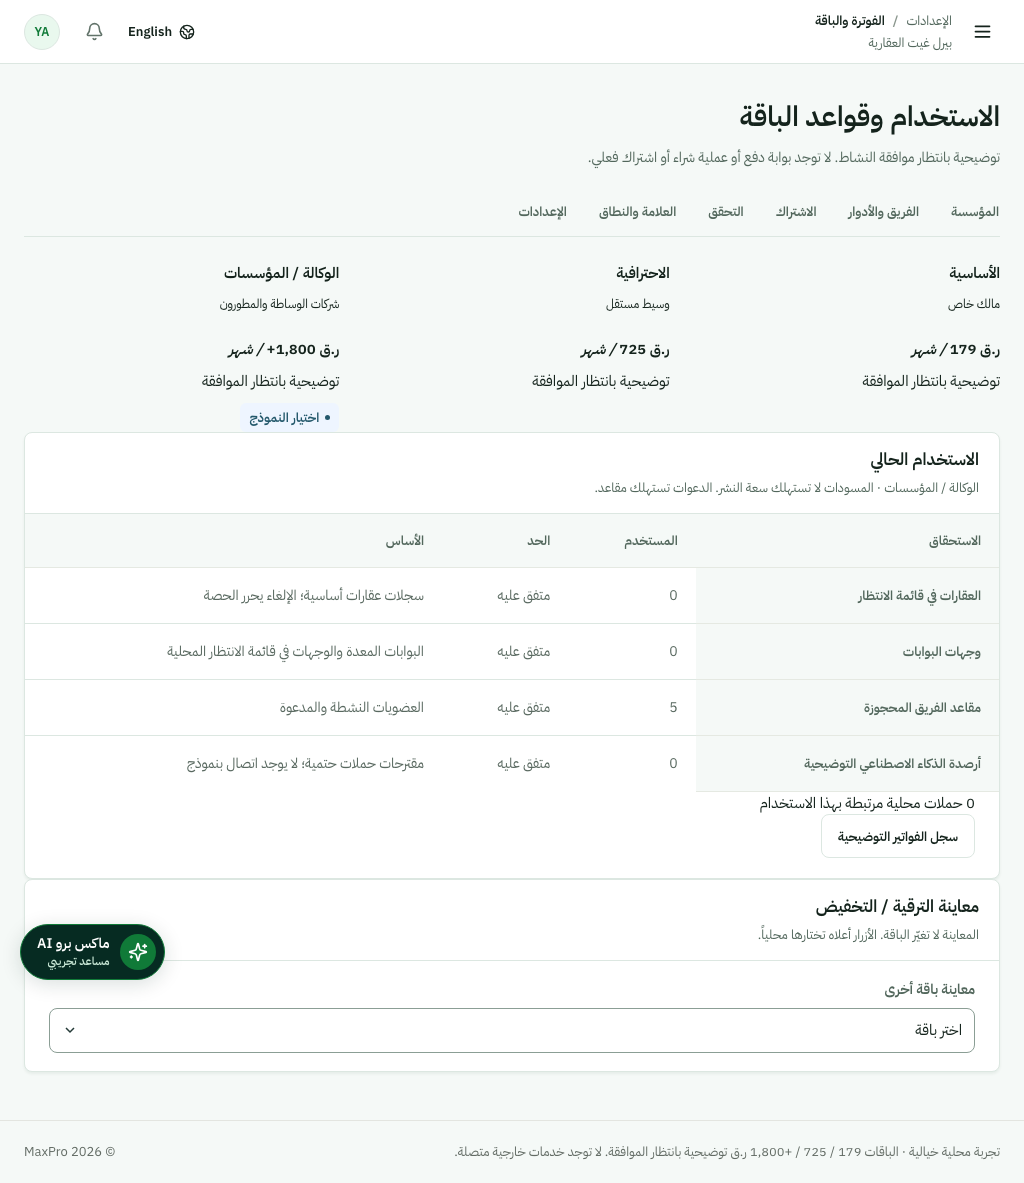 الإعدادات / الفوترة والباقة
بيرل غيت العقارية
English
YA
الاستخدام وقواعد الباقة
توضيحية بانتظار موافقة النشاط. لا توجد بوابة دفع أو عملية شراء أو اشتراك فعلي.
المؤسسة
الفريق والأدوار
الاشتراك
التحقق
العلامة والنطاق
الإعدادات
الأساسية
مالك خاص
ر.ق 179 / شهر
توضيحية بانتظار الموافقة
الاحترافية
وسيط مستقل
ر.ق 725 / شهر
توضيحية بانتظار الموافقة
الوكالة / المؤسسات
شركات الوساطة والمطورون
ر.ق 1,800+ / شهر
توضيحية بانتظار الموافقة
• اختيار النموذج
الاستخدام الحالي
الوكالة / المؤسسات · المسودات لا تستهلك سعة النشر. الدعوات تستهلك مقاعد.
الاستحقاق المستخدم الحد الأساس
العقارات في قائمة الانتظار 0 متفق عليه سجلات عقارات أساسية؛ الإلغاء يحرر الحصة
وجهات البوابات 0 متفق عليه البوابات المعدة والوجهات في قائمة الانتظار المحلية
مقاعد الفريق المحجوزة 5 متفق عليه العضويات النشطة والمدعوة
أرصدة الذكاء الاصطناعي التوضيحية 0 متفق عليه مقترحات حملات حتمية؛ لا يوجد اتصال بنموذج
0 حملات محلية مرتبطة بهذا الاستخدام
سجل الفواتير التوضيحية
معاينة الترقية / التخفيض
المعاينة لا تغيّر الباقة. الأزرار أعلاه تختارها محلياً.
ماكس برو AI
مساعد تجريبي
معاينة باقة أخرى
اختر باقة
تجربة محلية خيالية · الباقات 179 / 725 / 1,800+ ر.ق توضيحية بانتظار الموافقة. لا توجد خدمات خارجية متصلة.
© 2026 MaxPro